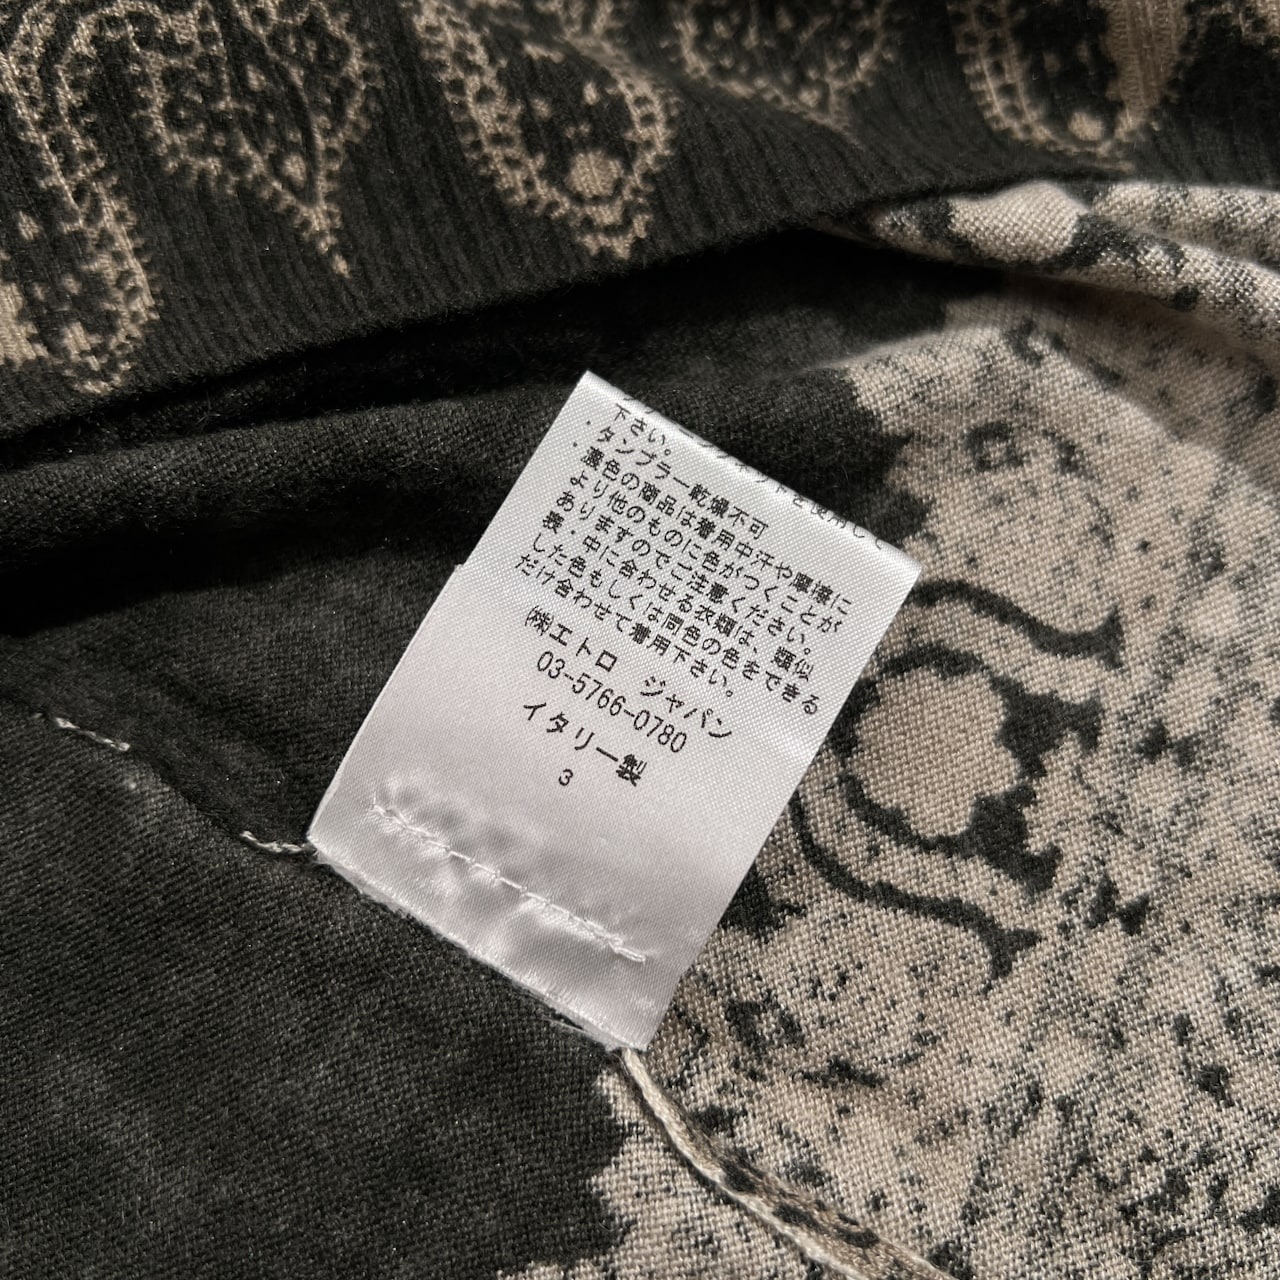 を使用して
下さい。
・タンブラー乾燥不可
・濃色の商品は着用中汗や摩擦に
より他のものに色がつくことが
ありますのでご注意ください。
表・中に合わせる衣類は、類似
した色もしくは同色の色をできる
だけ合わせて着用下さい。
㈱エトロ ジャパン
03-5766-0780
イタリー製
3